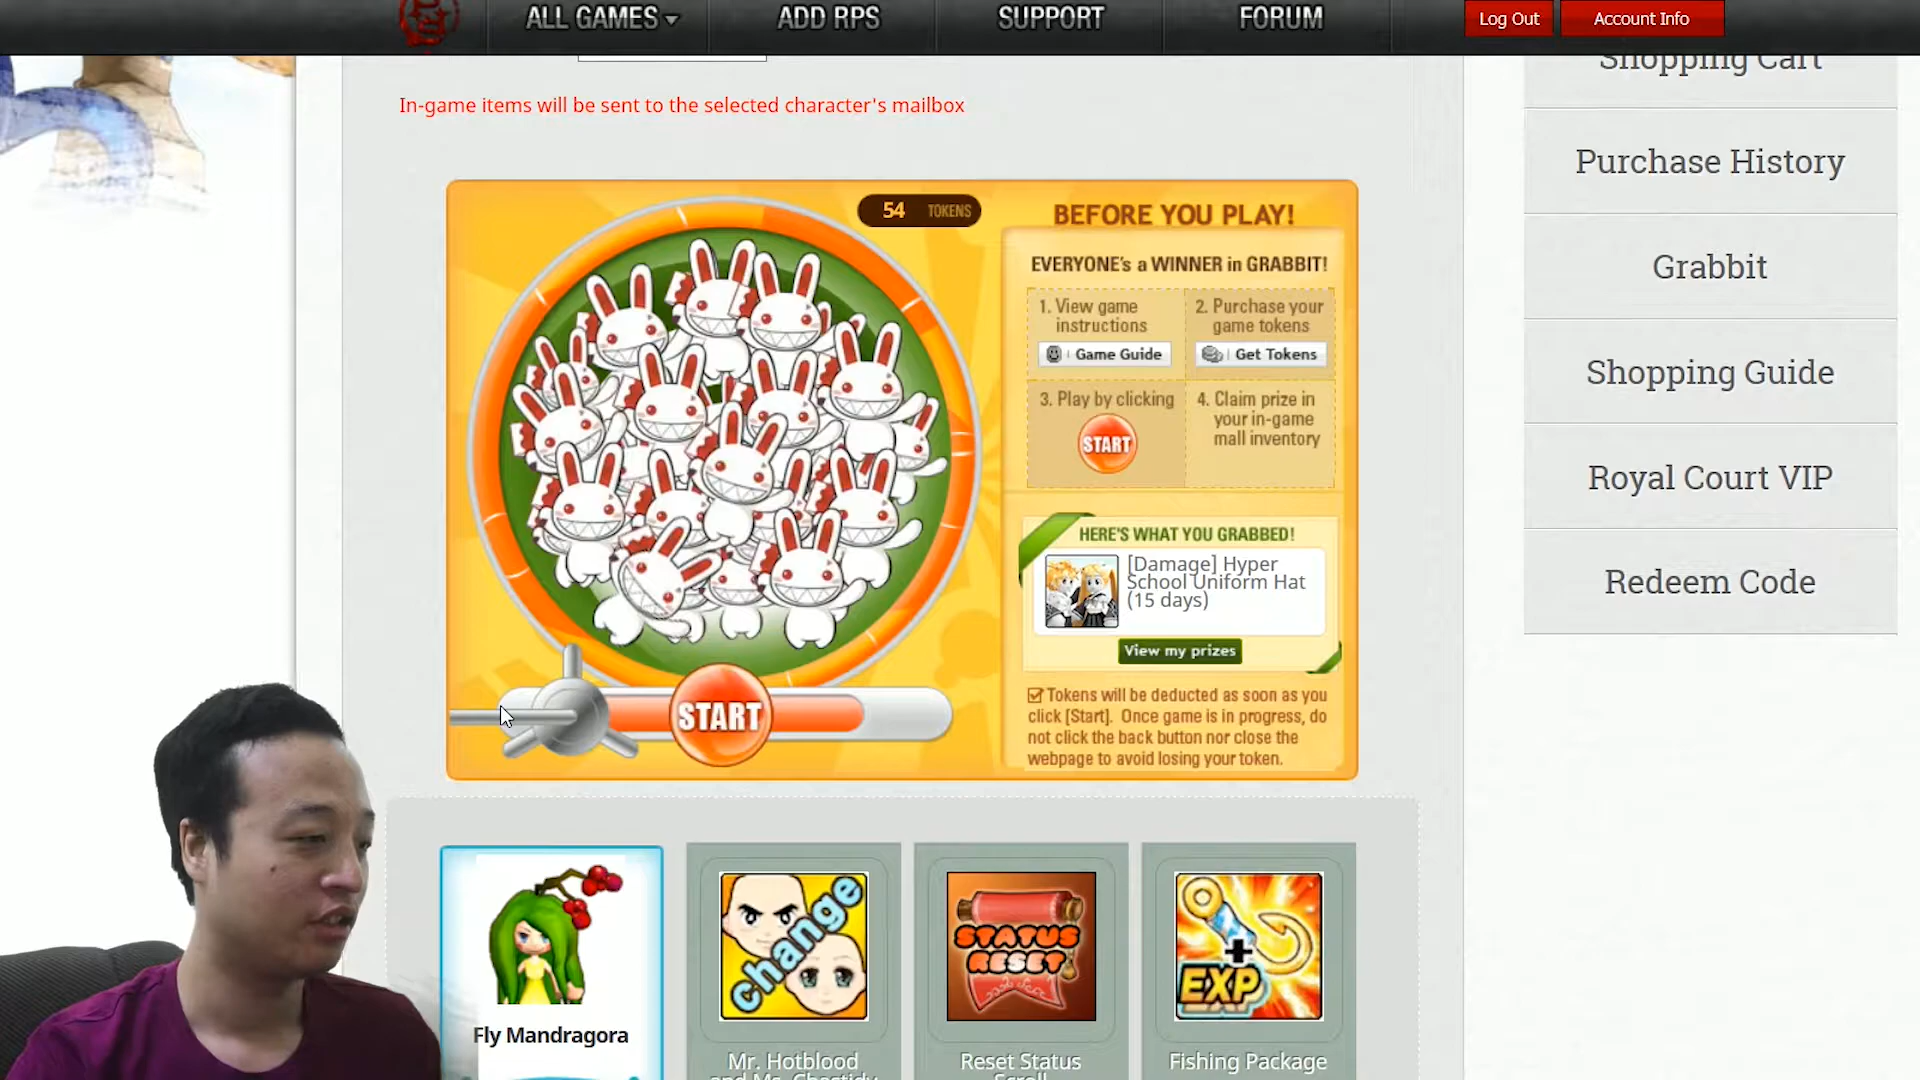 ALL GAMES
ADD RPS
SUPPORT
FORUM
Log Out
Account Info
Shopping Cart
In-game items will be sent to the selected character's mailbox
Purchase History
Grabbit
Shopping Guide
Royal Court VIP
Redeem Code
54 TOKENS
BEFORE YOU PLAY!
EVERYONE's a WINNER in GRABBIT!
1. View game
instructions
Game Guide
2. Purchase your
game tokens
Get Tokens
3. Play by clicking
START
4. Claim prize in
your in-game
mall inventory
HERE'S WHAT YOU GRABBED!
[Damage] Hyper
School Uniform Hat
(15 days)
View my prizes
Tokens will be deducted as soon as you
click [Start]. Once game is in progress, do
not click the back button nor close the
webpage to avoid losing your token.
START
Fly Mandragora
change
Mr. Hotblood
and Ms. Chastidy
STATUS
RESET
Reset Status
Scroll
+
EXP
Fishing Package